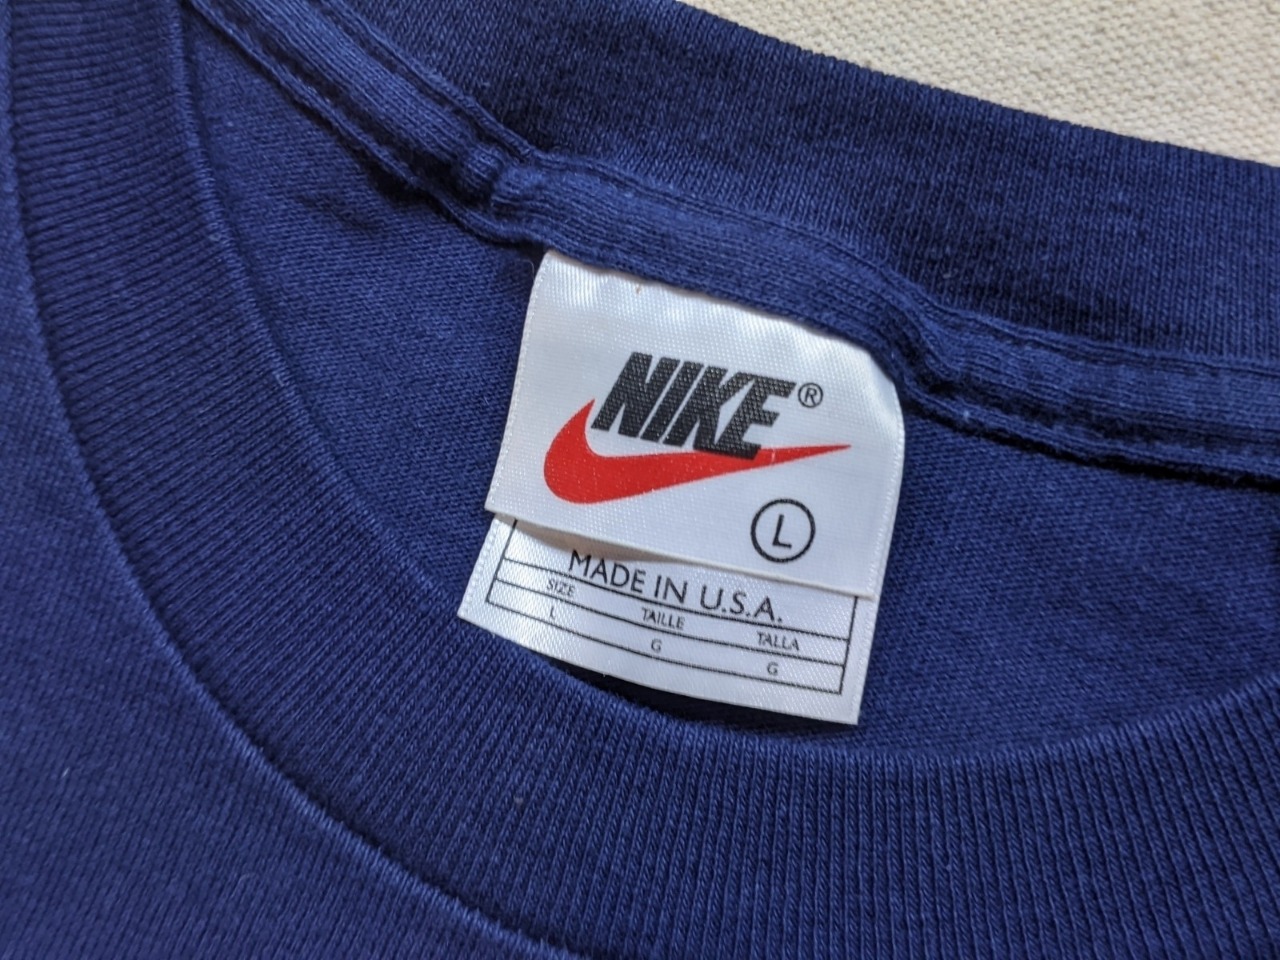 NIKE®
L
MADE IN U.S.A.
SIZE TAILLE TALLA
L G G